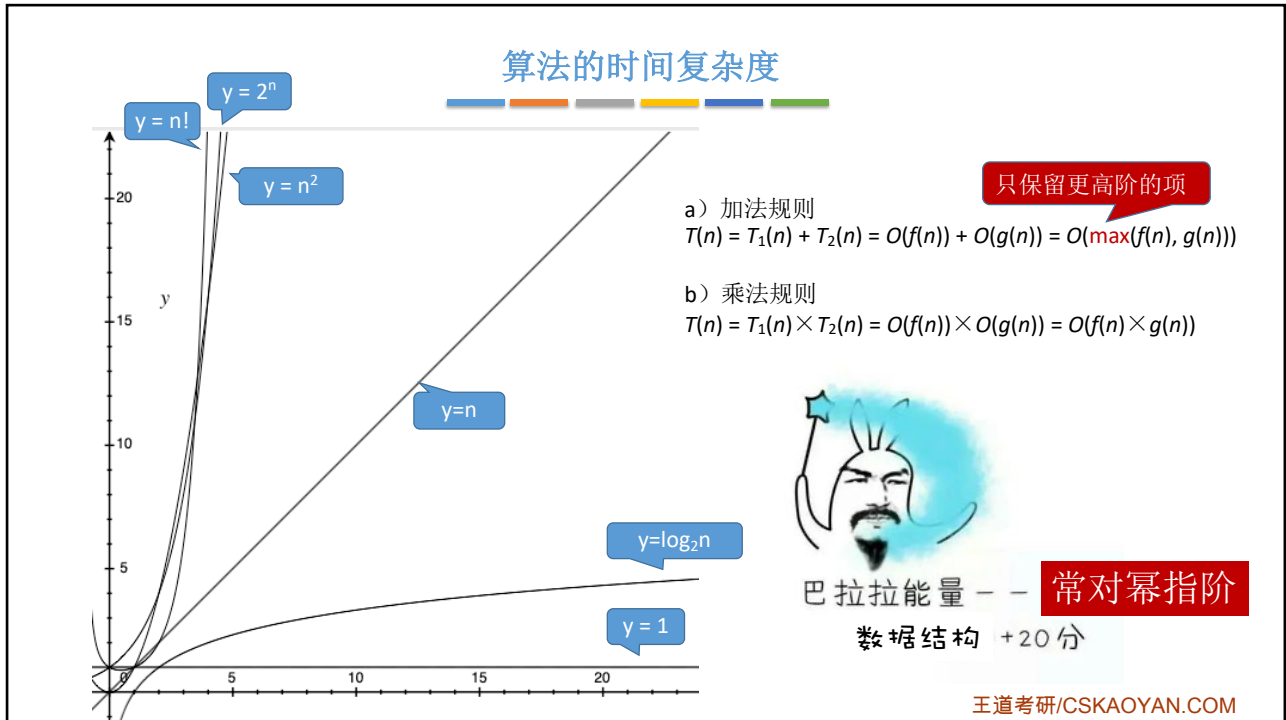 算法的时间复杂度
y = 2ⁿ
y = n!
y = n²
20
y
15
y=n
10
y=log₂n
5
y = 1
0
5
10
15
20
只保留更高阶的项
a）加法规则
T(n) = T₁(n) + T₂(n) = O(f(n)) + O(g(n)) = O(max(f(n), g(n)))
b）乘法规则
T(n) = T₁(n)×T₂(n) = O(f(n))×O(g(n)) = O(f(n)×g(n))
巴拉拉能量－－ 常对幂指阶
数据结构 +20分
王道考研/CSKAOYAN.COM